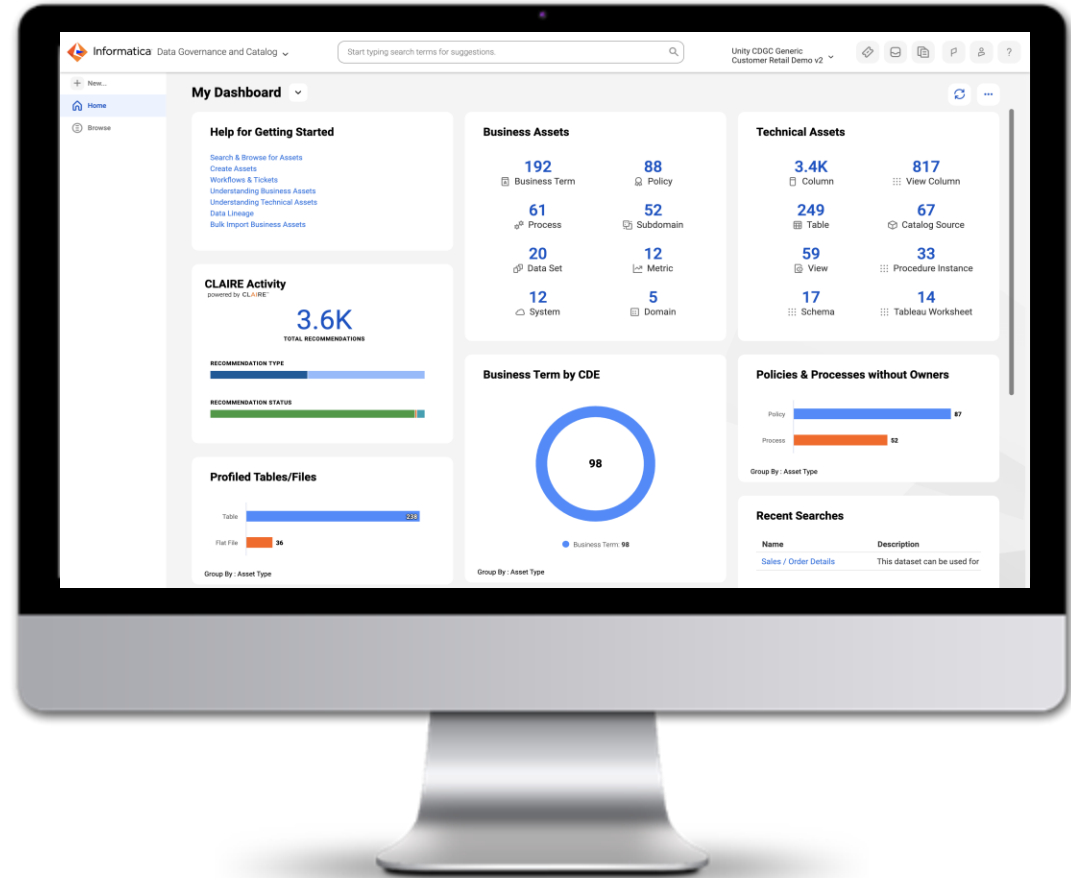 Informatica Data Governance and Catalog
Start typing search terms for suggestions.
Unity CDGC Generic
Customer Retail Demo v2
?
+ New...
Home
Browse
My Dashboard
Help for Getting Started
Search & Browse for Assets
Create Assets
Workflows & Tickets
Understanding Business Assets
Understanding Technical Assets
Data Lineage
Bulk Import Business Assets
CLAIRE Activity
powered by CLAIRE™
3.6K
TOTAL RECOMMENDATIONS
RECOMMENDATION TYPE
RECOMMENDATION STATUS
Profiled Tables/Files
Table 238
Flat File 36
Group By : Asset Type
Business Assets
192 88
Business Term Policy
61 52
Process Subdomain
20 12
Data Set Metric
12 5
System Domain
Business Term by CDE
98
Business Term: 98
Group By : Asset Type
Technical Assets
3.4K 817
Column View Column
249 67
Table Catalog Source
59 33
View Procedure Instance
17 14
Schema Tableau Worksheet
Policies & Processes without Owners
Policy 87
Process 52
Group By : Asset Type
Recent Searches
Name Description
Sales / Order Details This dataset can be used for